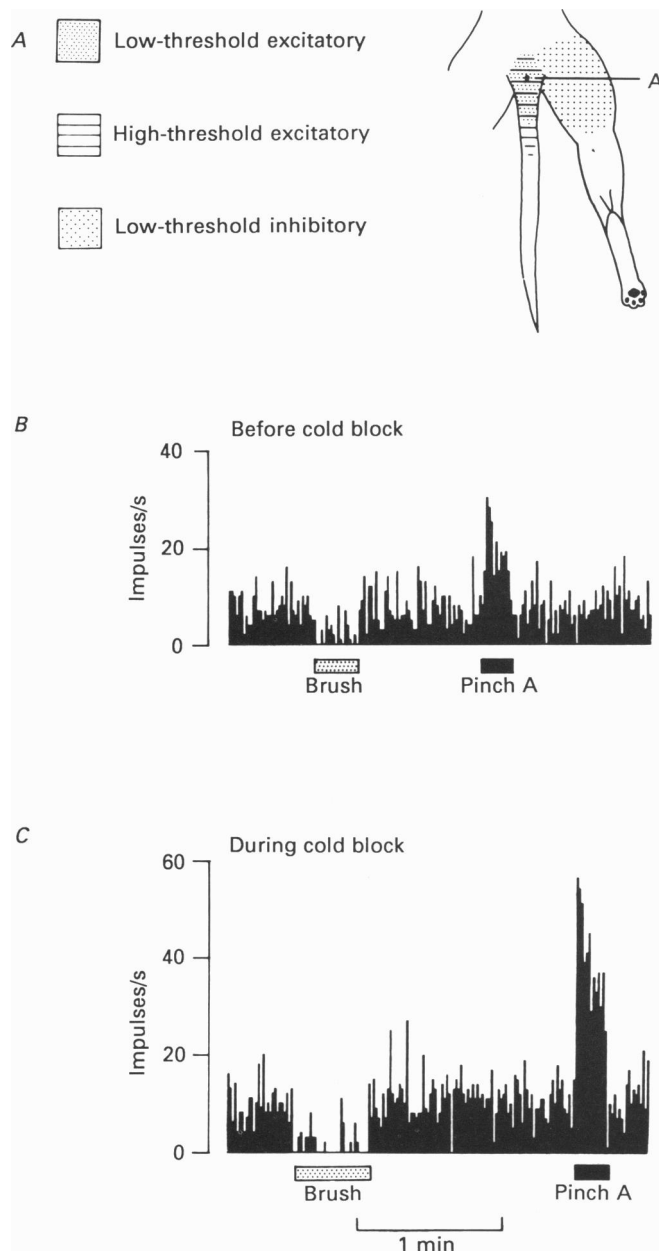 A
Low-threshold excitatory
High-threshold excitatory
Low-threshold inhibitory
A
B
Before cold block
40
20
0
Impulses/s
Brush
Pinch A
C
During cold block
60
40
20
0
Impulses/s
Brush
Pinch A
1 min